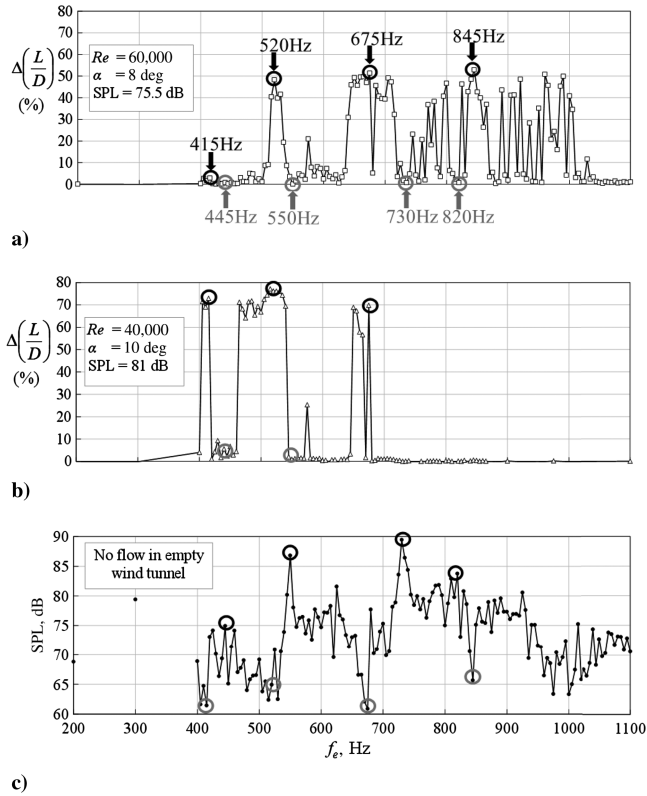 80
70
60
50
40
30
20
10
0
Δ(L/D)
(%)
Re = 60,000
α = 8 deg
SPL = 75.5 dB
520Hz
675Hz
845Hz
415Hz
445Hz
550Hz
730Hz
820Hz
a)
80
70
60
50
40
30
20
10
0
Δ(L/D)
(%)
Re = 40,000
α = 10 deg
SPL = 81 dB
b)
90
85
80
75
70
65
60
SPL, dB
No flow in empty
wind tunnel
200 300 400 500 600 700 800 900 1000 1100
fe, Hz
c)